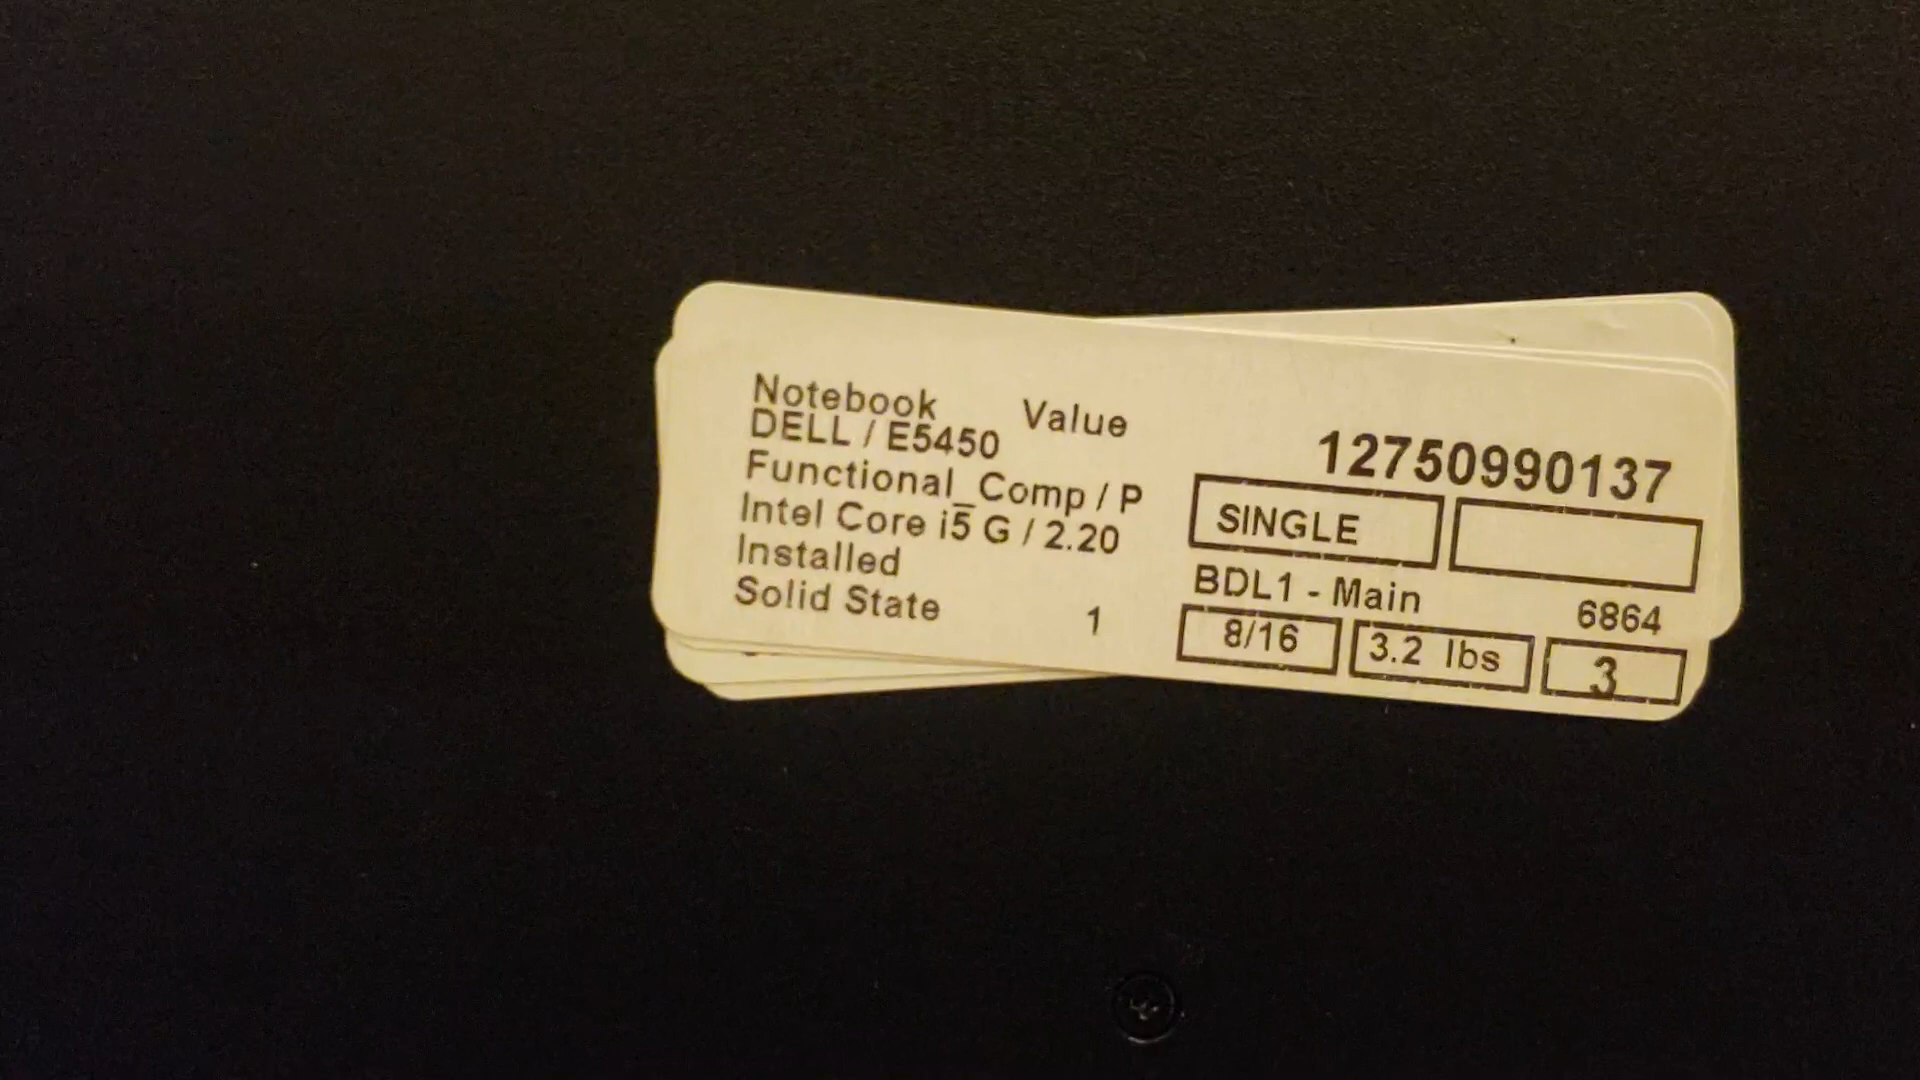 Notebook Value
DELL / E5450
Functional_Comp / P
Intel Core i5 G / 2.20
Installed
Solid State 1
12750990137
SINGLE
BDL1 - Main 6864
8/16 3.2 lbs 3